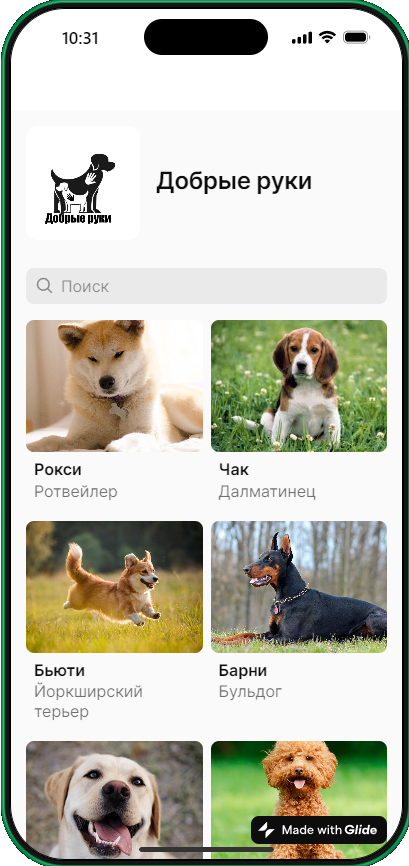 10:31
Добрые руки
Добрые руки
Поиск
Рокси
Чак
Ротвейлер
Далматинец
Бьюти
Барни
Йоркширский
терьер
Бульдог
Made with Glide